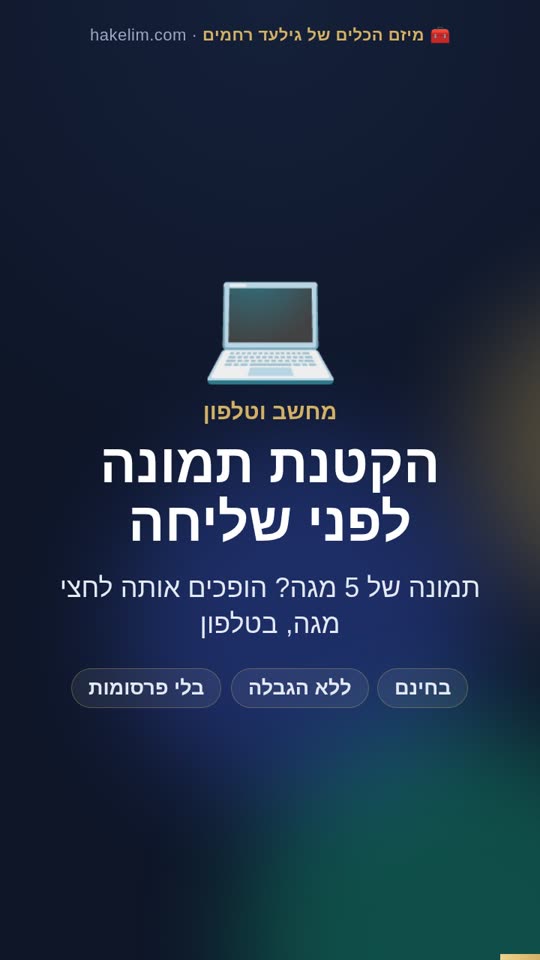 🧰 מיזם הכלים של גילעד רחמים · hakelim.com
מחשב וטלפון
הקטנת תמונה
לפני שליחה
תמונה של 5 מגה? הופכים אותה לחצי
מגה, בטלפון
בחינם ללא הגבלה בלי פרסומות